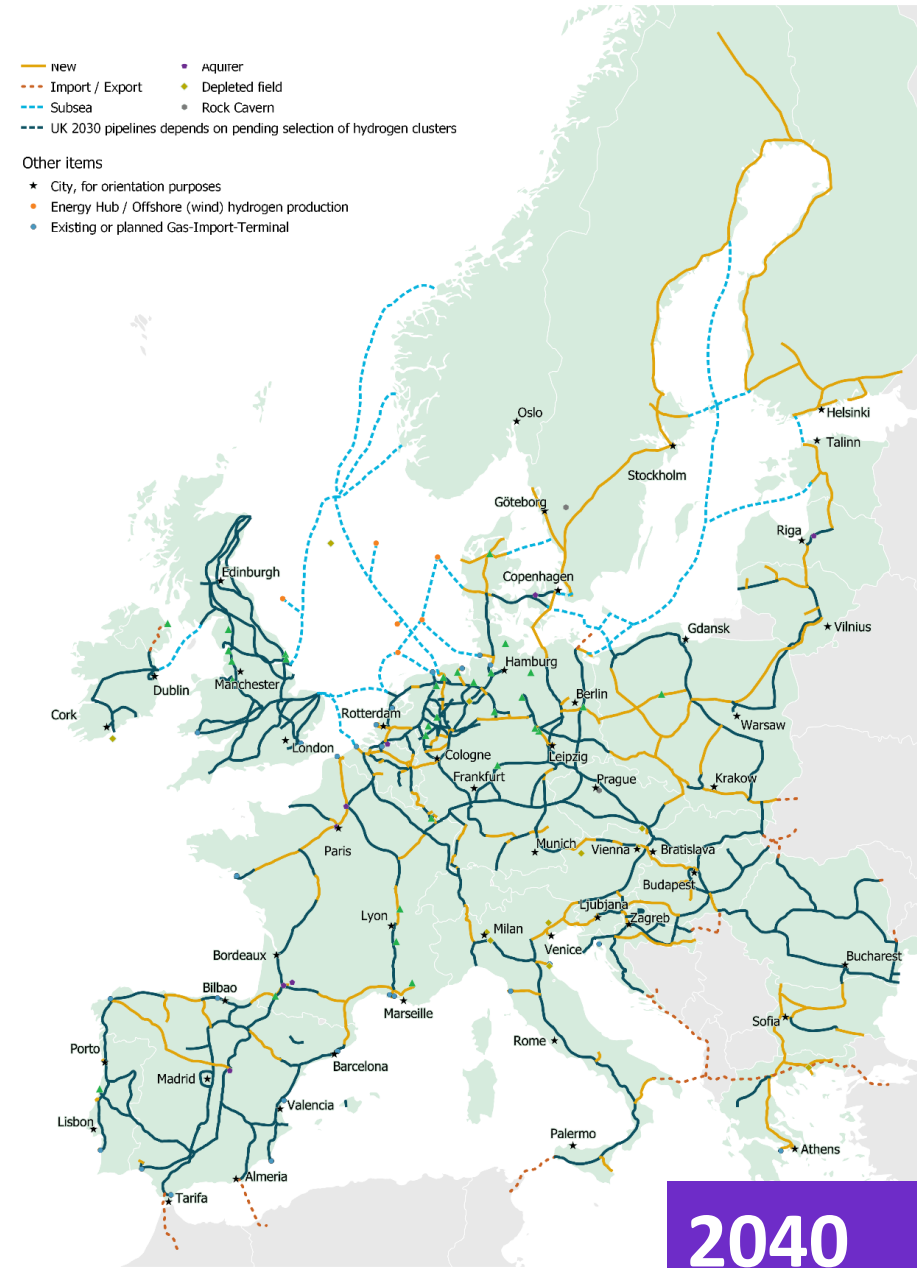 New
Aquifer
Import / Export
Depleted field
Subsea
Rock Cavern
UK 2030 pipelines depends on pending selection of hydrogen clusters
Other items
City, for orientation purposes
Energy Hub / Offshore (wind) hydrogen production
Existing or planned Gas-Import-Terminal
Oslo
Helsinki
Talinn
Stockholm
Göteborg
Riga
Edinburgh
Copenhagen
Vilnius
Gdansk
Hamburg
Dublin
Manchester
Berlin
Cork
Rotterdam
Warsaw
London
Cologne
Leipzig
Frankfurt
Prague
Krakow
Paris
Munich
Vienna
Bratislava
Budapest
Lyon
Ljubjana
Zagreb
Milan
Venice
Bordeaux
Bucharest
Bilbao
Marseille
Sofia
Rome
Porto
Barcelona
Madrid
Valencia
Lisbon
Palermo
Athens
Almeria
Tarifa
2040